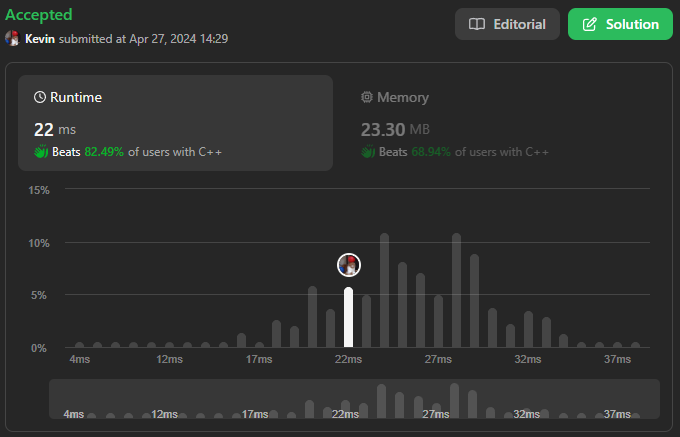 Accepted
Editorial
Solution
Kevin submitted at Apr 27, 2024 14:29
Runtime
Memory
22 ms
23.30 MB
Beats 82.49% of users with C++
Beats 68.94% of users with C++
15%
10%
5%
0%
4ms 12ms 17ms 22ms 27ms 32ms 37ms
4ms 12ms 17ms 22ms 27ms 32ms 37ms